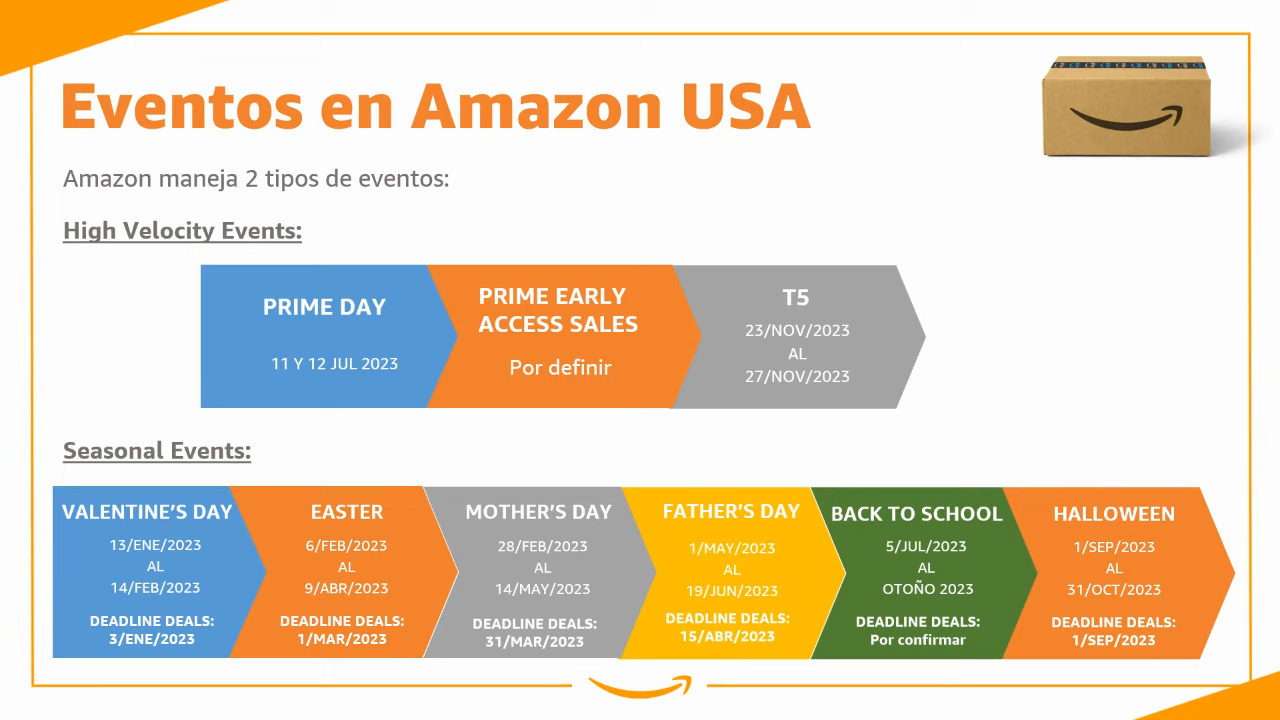 Eventos en Amazon USA
Amazon maneja 2 tipos de eventos:
High Velocity Events:
PRIME DAY
11 Y 12 JUL 2023
PRIME EARLY
ACCESS SALES
Por definir
T5
23/NOV/2023
AL
27/NOV/2023
Seasonal Events:
VALENTINE'S DAY
13/ENE/2023
AL
14/FEB/2023
DEADLINE DEALS:
3/ENE/2023
EASTER
6/FEB/2023
AL
9/ABR/2023
DEADLINE DEALS:
1/MAR/2023
MOTHER'S DAY
28/FEB/2023
AL
14/MAY/2023
DEADLINE DEALS:
31/MAR/2023
FATHER'S DAY
1/MAY/2023
AL
19/JUN/2023
DEADLINE DEALS:
15/ABR/2023
BACK TO SCHOOL
5/JUL/2023
AL
OTOÑO 2023
DEADLINE DEALS:
Por confirmar
HALLOWEEN
1/SEP/2023
AL
31/OCT/2023
DEADLINE DEALS:
1/SEP/2023